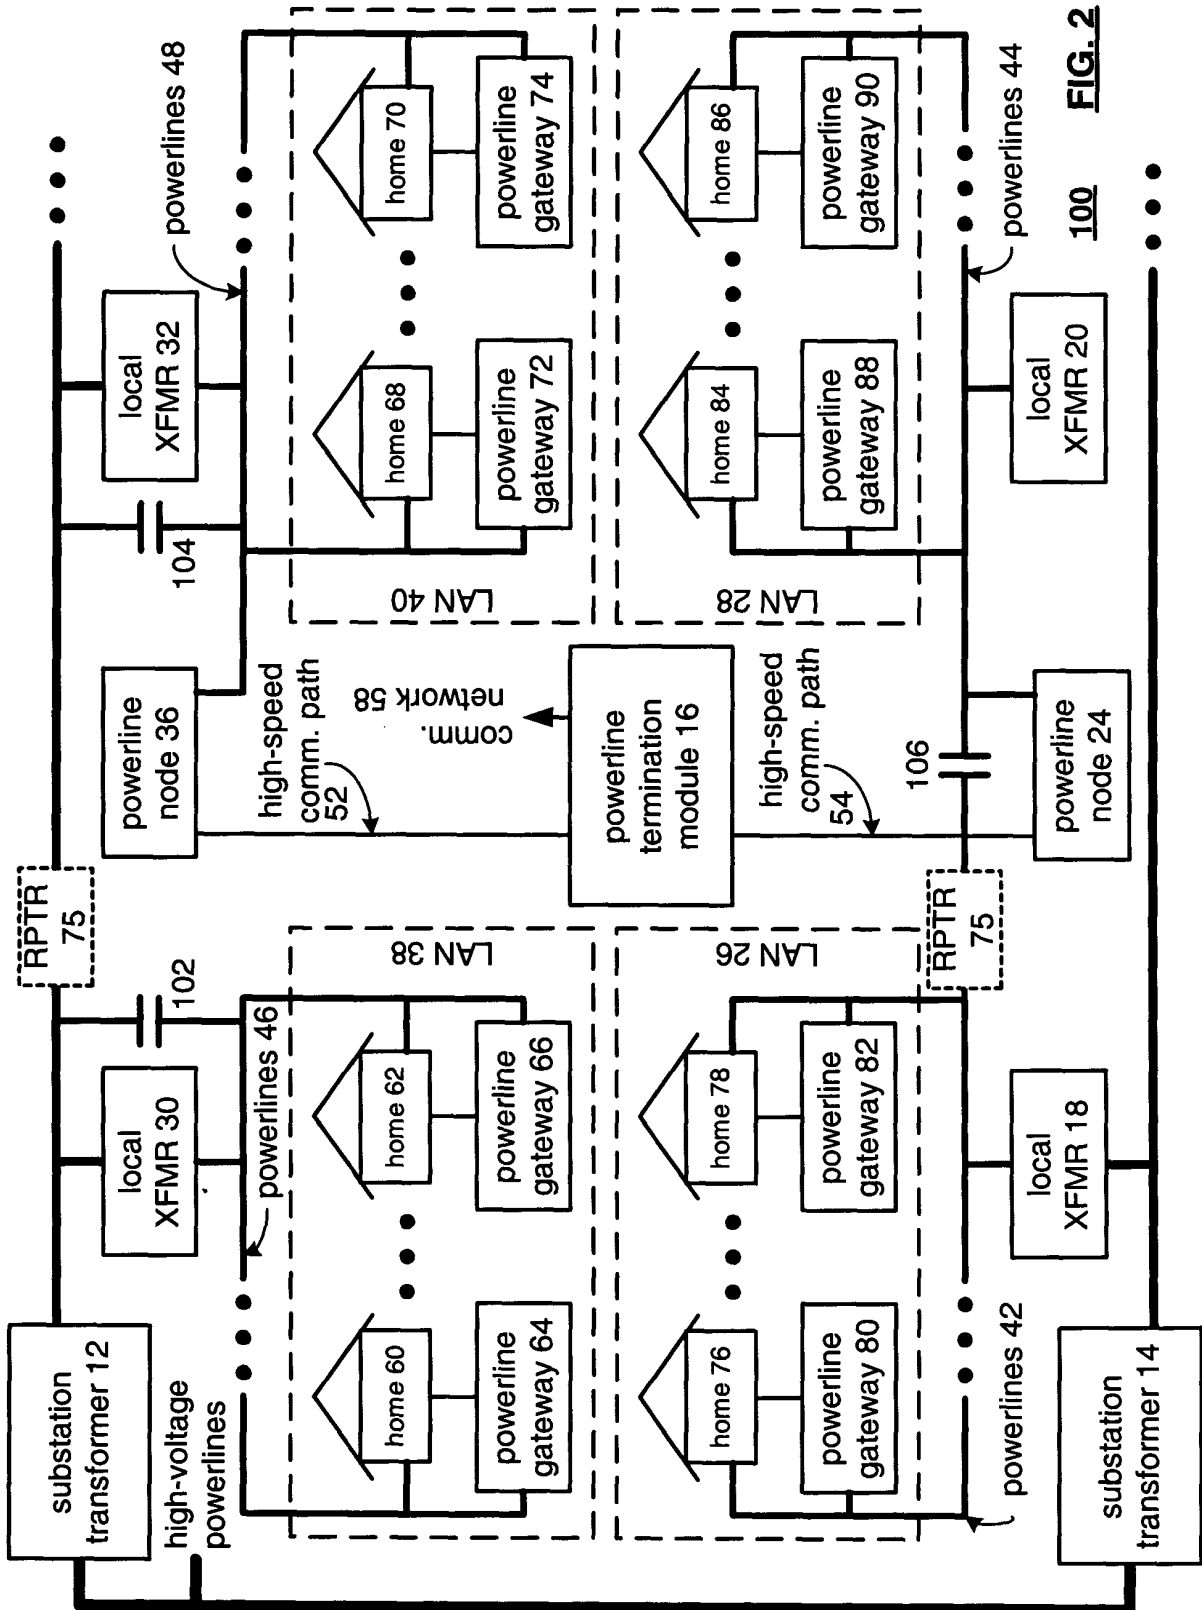 substation
transformer 12
high-voltage
powerlines
local
XFMR 30
102
RPTR
75
powerline
node 36
104
local
XFMR 32
powerlines 48
powerlines 46
high-speed
comm. path
52
home 60
powerline
gateway 64
home 62
powerline
gateway 66
LAN 38
LAN 40
home 68
powerline
gateway 72
home 70
powerline
gateway 74
comm.
network 58
powerline
termination
module 16
high-speed
comm. path
54
home 76
powerline
gateway 80
home 78
powerline
gateway 82
LAN 26
LAN 28
home 84
powerline
gateway 88
home 86
powerline
gateway 90
powerlines 42
RPTR
75
106
powerlines 44
substation
transformer 14
local
XFMR 18
powerline
node 24
local
XFMR 20
100
FIG. 2